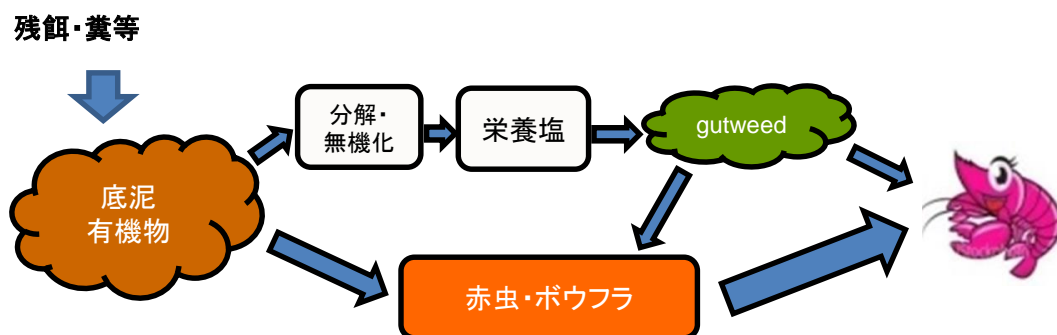 残餌・糞等
分解・
無機化
栄養塩
gutweed
底泥
有機物
赤虫・ボウフラ